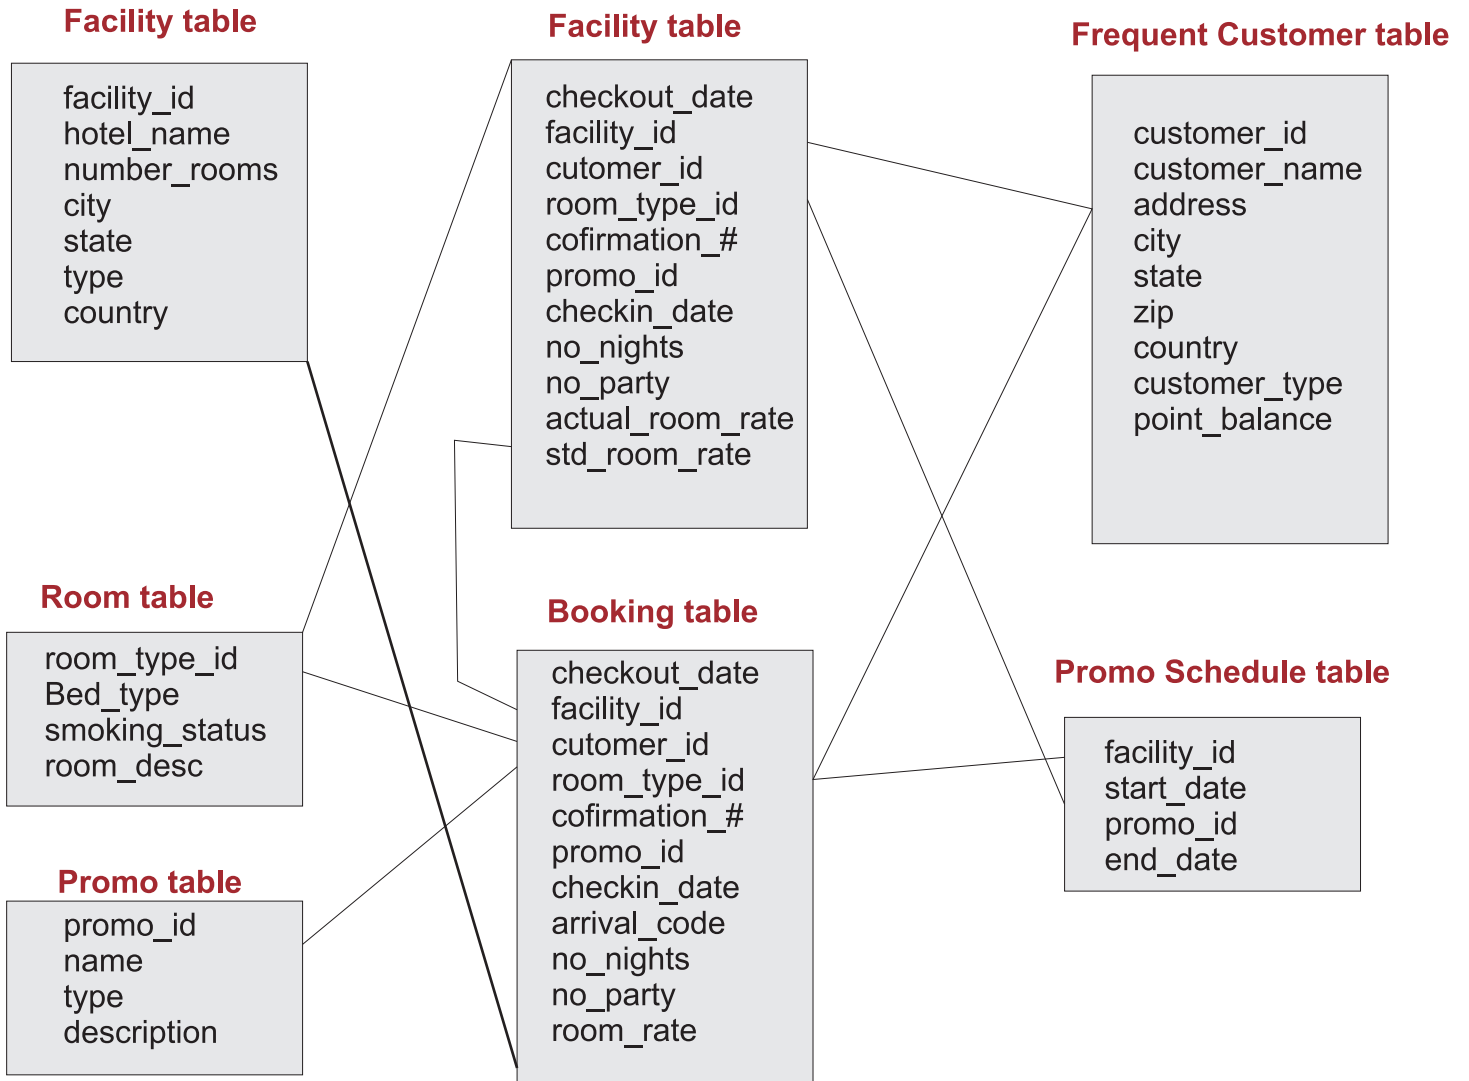 Facility table
facility_id
hotel_name
number_rooms
city
state
type
country
Facility table
checkout_date
facility_id
cutomer_id
room_type_id
cofirmation_#
promo_id
checkin_date
no_nights
no_party
actual_room_rate
std_room_rate
Frequent Customer table
customer_id
customer_name
address
city
state
zip
country
customer_type
point_balance
Room table
room_type_id
Bed_type
smoking_status
room_desc
Booking table
checkout_date
facility_id
cutomer_id
room_type_id
cofirmation_#
promo_id
checkin_date
arrival_code
no_nights
no_party
room_rate
Promo Schedule table
facility_id
start_date
promo_id
end_date
Promo table
promo_id
name
type
description